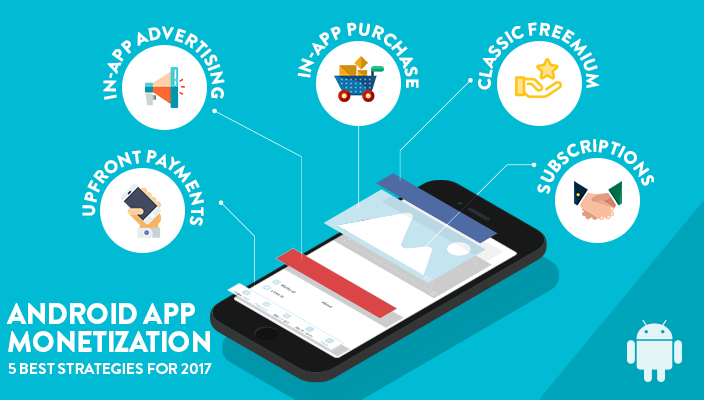 IN-APP ADVERTISING
IN-APP PURCHASE
CLASSIC FREEMIUM
UPFRONT PAYMENTS
SUBSCRIPTIONS
About
ANDROID APP
MONETIZATION
5 BEST STRATEGIES FOR 2017